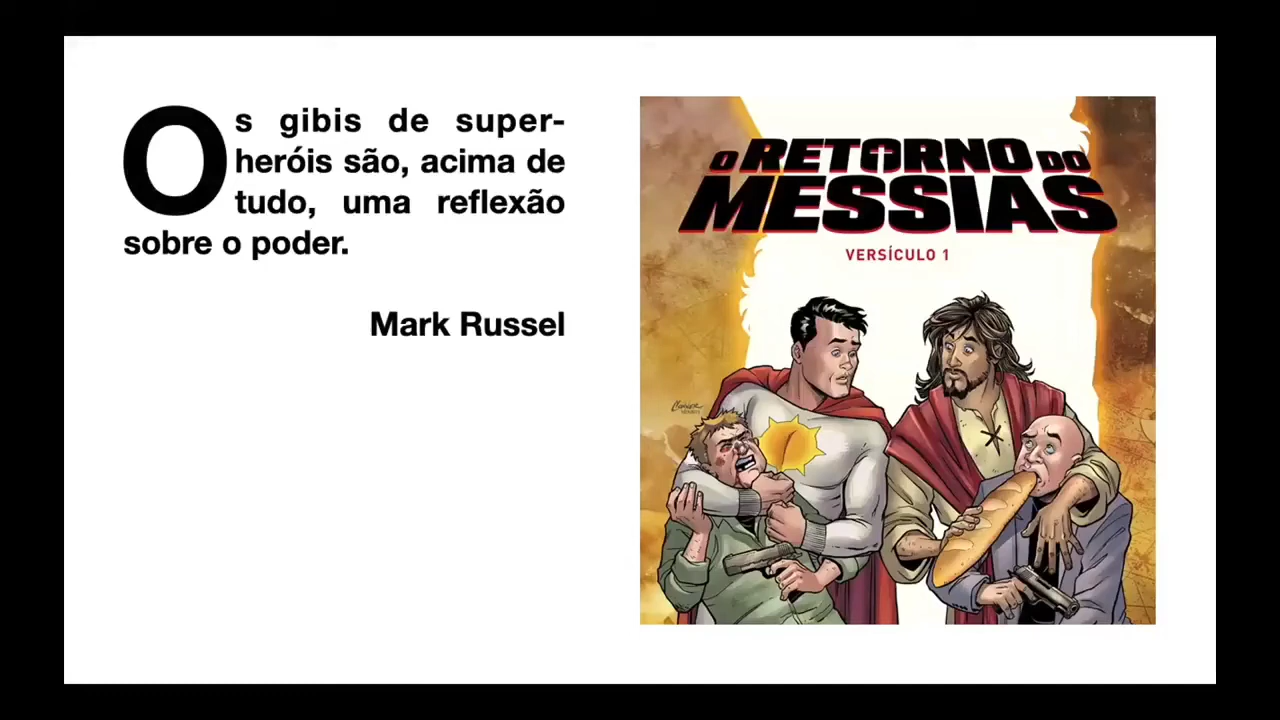 Os gibis de super-
heróis são, acima de
tudo, uma reflexão
sobre o poder.
Mark Russel
O RETORNO DO
MESSIAS
VERSÍCULO 1